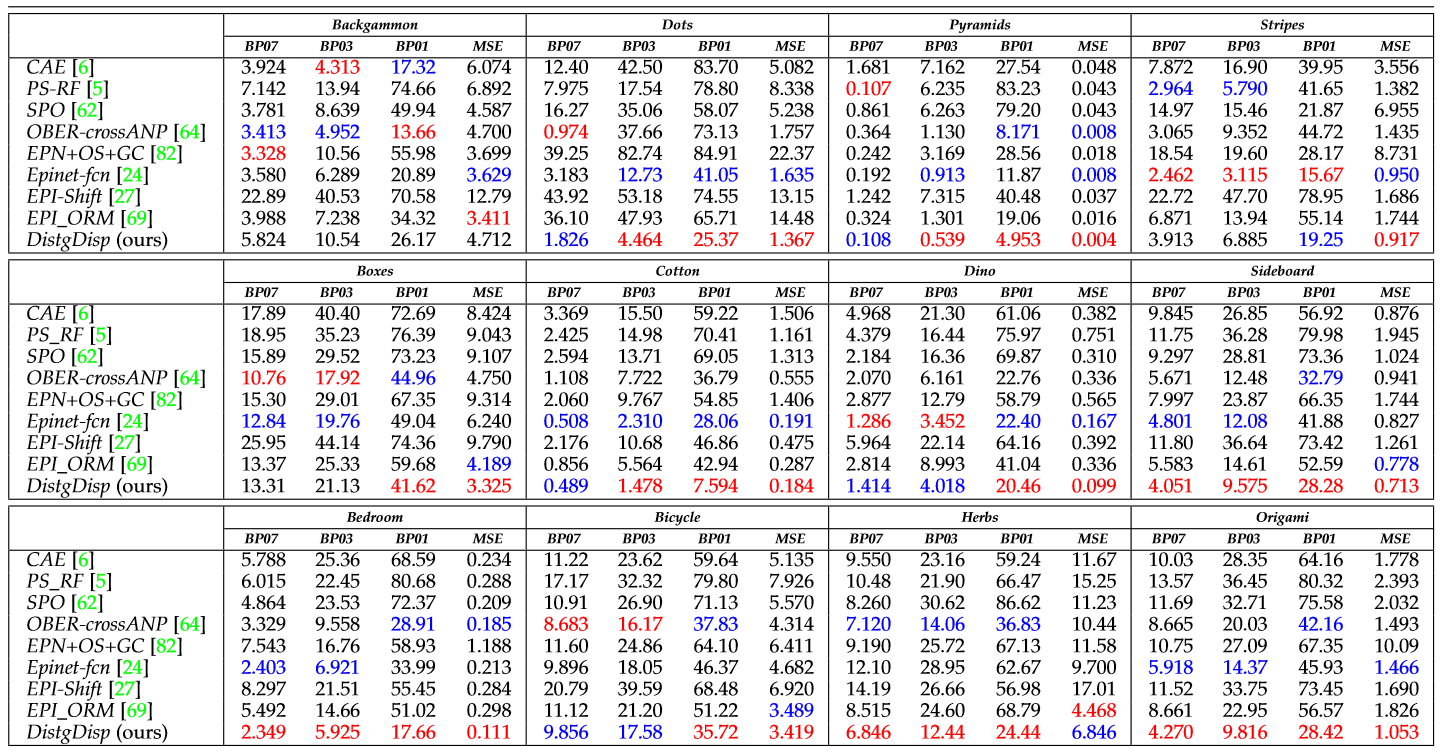 Backgammon Dots Pyramids Stripes
BP07 BP03 BP01 MSE BP07 BP03 BP01 MSE BP07 BP03 BP01 MSE BP07 BP03 BP01 MSE
CAE [6] 3.924 4.313 17.32 6.074 12.40 42.50 83.70 5.082 1.681 7.162 27.54 0.048 7.872 16.90 39.95 3.556
PS-RF [5] 7.142 13.94 74.66 6.892 7.975 17.54 78.80 8.338 0.107 6.235 83.23 0.043 2.964 5.790 41.65 1.382
SPO [62] 3.781 8.639 49.94 4.587 16.27 35.06 58.07 5.238 0.861 6.263 79.20 0.043 14.97 15.46 21.87 6.955
OBER-crossANP [64] 3.413 4.952 13.66 4.700 0.974 37.66 73.13 1.757 0.364 1.130 8.171 0.008 3.065 9.352 44.72 1.435
EPN+OS+GC [82] 3.328 10.56 55.98 3.699 39.25 82.74 84.91 22.37 0.242 3.169 28.56 0.018 18.54 19.60 28.17 8.731
Epinet-fcn [24] 3.580 6.289 20.89 3.629 3.183 12.73 41.05 1.635 0.192 0.913 11.87 0.008 2.462 3.115 15.67 0.950
EPI-Shift [27] 22.89 40.53 70.58 12.79 43.92 53.18 74.55 13.15 1.242 7.315 40.48 0.037 22.72 47.70 78.95 1.686
EPI_ORM [69] 3.988 7.238 34.32 3.411 36.10 47.93 65.71 14.48 0.324 1.301 19.06 0.016 6.871 13.94 55.14 1.744
DistgDisp (ours) 5.824 10.54 26.17 4.712 1.826 4.464 25.37 1.367 0.108 0.539 4.953 0.004 3.913 6.885 19.25 0.917
Boxes Cotton Dino Sideboard
BP07 BP03 BP01 MSE BP07 BP03 BP01 MSE BP07 BP03 BP01 MSE BP07 BP03 BP01 MSE
CAE [6] 17.89 40.40 72.69 8.424 3.369 15.50 59.22 1.506 4.968 21.30 61.06 0.382 9.845 26.85 56.92 0.876
PS_RF [5] 18.95 35.23 76.39 9.043 2.425 14.98 70.41 1.161 4.379 16.44 75.97 0.751 11.75 36.28 79.98 1.945
SPO [62] 15.89 29.52 73.23 9.107 2.594 13.71 69.05 1.313 2.184 16.36 69.87 0.310 9.297 28.81 73.36 1.024
OBER-crossANP [64] 10.76 17.92 44.96 4.750 1.108 7.722 36.79 0.555 2.070 6.161 22.76 0.336 5.671 12.48 32.79 0.941
EPN+OS+GC [82] 15.30 29.01 67.35 9.314 2.060 9.767 54.85 1.406 2.877 12.79 58.79 0.565 7.997 23.87 66.35 1.744
Epinet-fcn [24] 12.84 19.76 49.04 6.240 0.508 2.310 28.06 0.191 1.286 3.452 22.40 0.167 4.801 12.08 41.88 0.827
EPI-Shift [27] 25.95 44.14 74.36 9.790 2.176 10.68 46.86 0.475 5.964 22.14 64.16 0.392 11.80 36.64 73.42 1.261
EPI_ORM [69] 13.37 25.33 59.68 4.189 0.856 5.564 42.94 0.287 2.814 8.993 41.04 0.336 5.583 14.61 52.59 0.778
DistgDisp (ours) 13.31 21.13 41.62 3.325 0.489 1.478 7.594 0.184 1.414 4.018 20.46 0.099 4.051 9.575 28.28 0.713
Bedroom Bicycle Herbs Origami
BP07 BP03 BP01 MSE BP07 BP03 BP01 MSE BP07 BP03 BP01 MSE BP07 BP03 BP01 MSE
CAE [6] 5.788 25.36 68.59 0.234 11.22 23.62 59.64 5.135 9.550 23.16 59.24 11.67 10.03 28.35 64.16 1.778
PS_RF [5] 6.015 22.45 80.68 0.288 17.17 32.32 79.80 7.926 10.48 21.90 66.47 15.25 13.57 36.45 80.32 2.393
SPO [62] 4.864 23.53 72.37 0.209 10.91 26.90 71.13 5.570 8.260 30.62 86.62 11.23 11.69 32.71 75.58 2.032
OBER-crossANP [64] 3.329 9.558 28.91 0.185 8.683 16.17 37.83 4.314 7.120 14.06 36.83 10.44 8.665 20.03 42.16 1.493
EPN+OS+GC [82] 7.543 16.76 58.93 1.188 11.60 24.86 64.10 6.411 9.190 25.72 67.13 11.58 10.75 27.09 67.35 10.09
Epinet-fcn [24] 2.403 6.921 33.99 0.213 9.896 18.05 46.37 4.682 12.10 28.95 62.67 9.700 5.918 14.37 45.93 1.466
EPI-Shift [27] 8.297 21.51 55.45 0.284 20.79 39.59 68.48 6.920 14.19 26.66 56.98 17.01 11.52 33.75 73.45 1.690
EPI_ORM [69] 5.492 14.66 51.02 0.298 11.12 21.20 51.22 3.489 8.515 24.60 68.79 4.468 8.661 22.95 56.57 1.826
DistgDisp (ours) 2.349 5.925 17.66 0.111 9.856 17.58 35.72 3.419 6.846 12.44 24.44 6.846 4.270 9.816 28.42 1.053